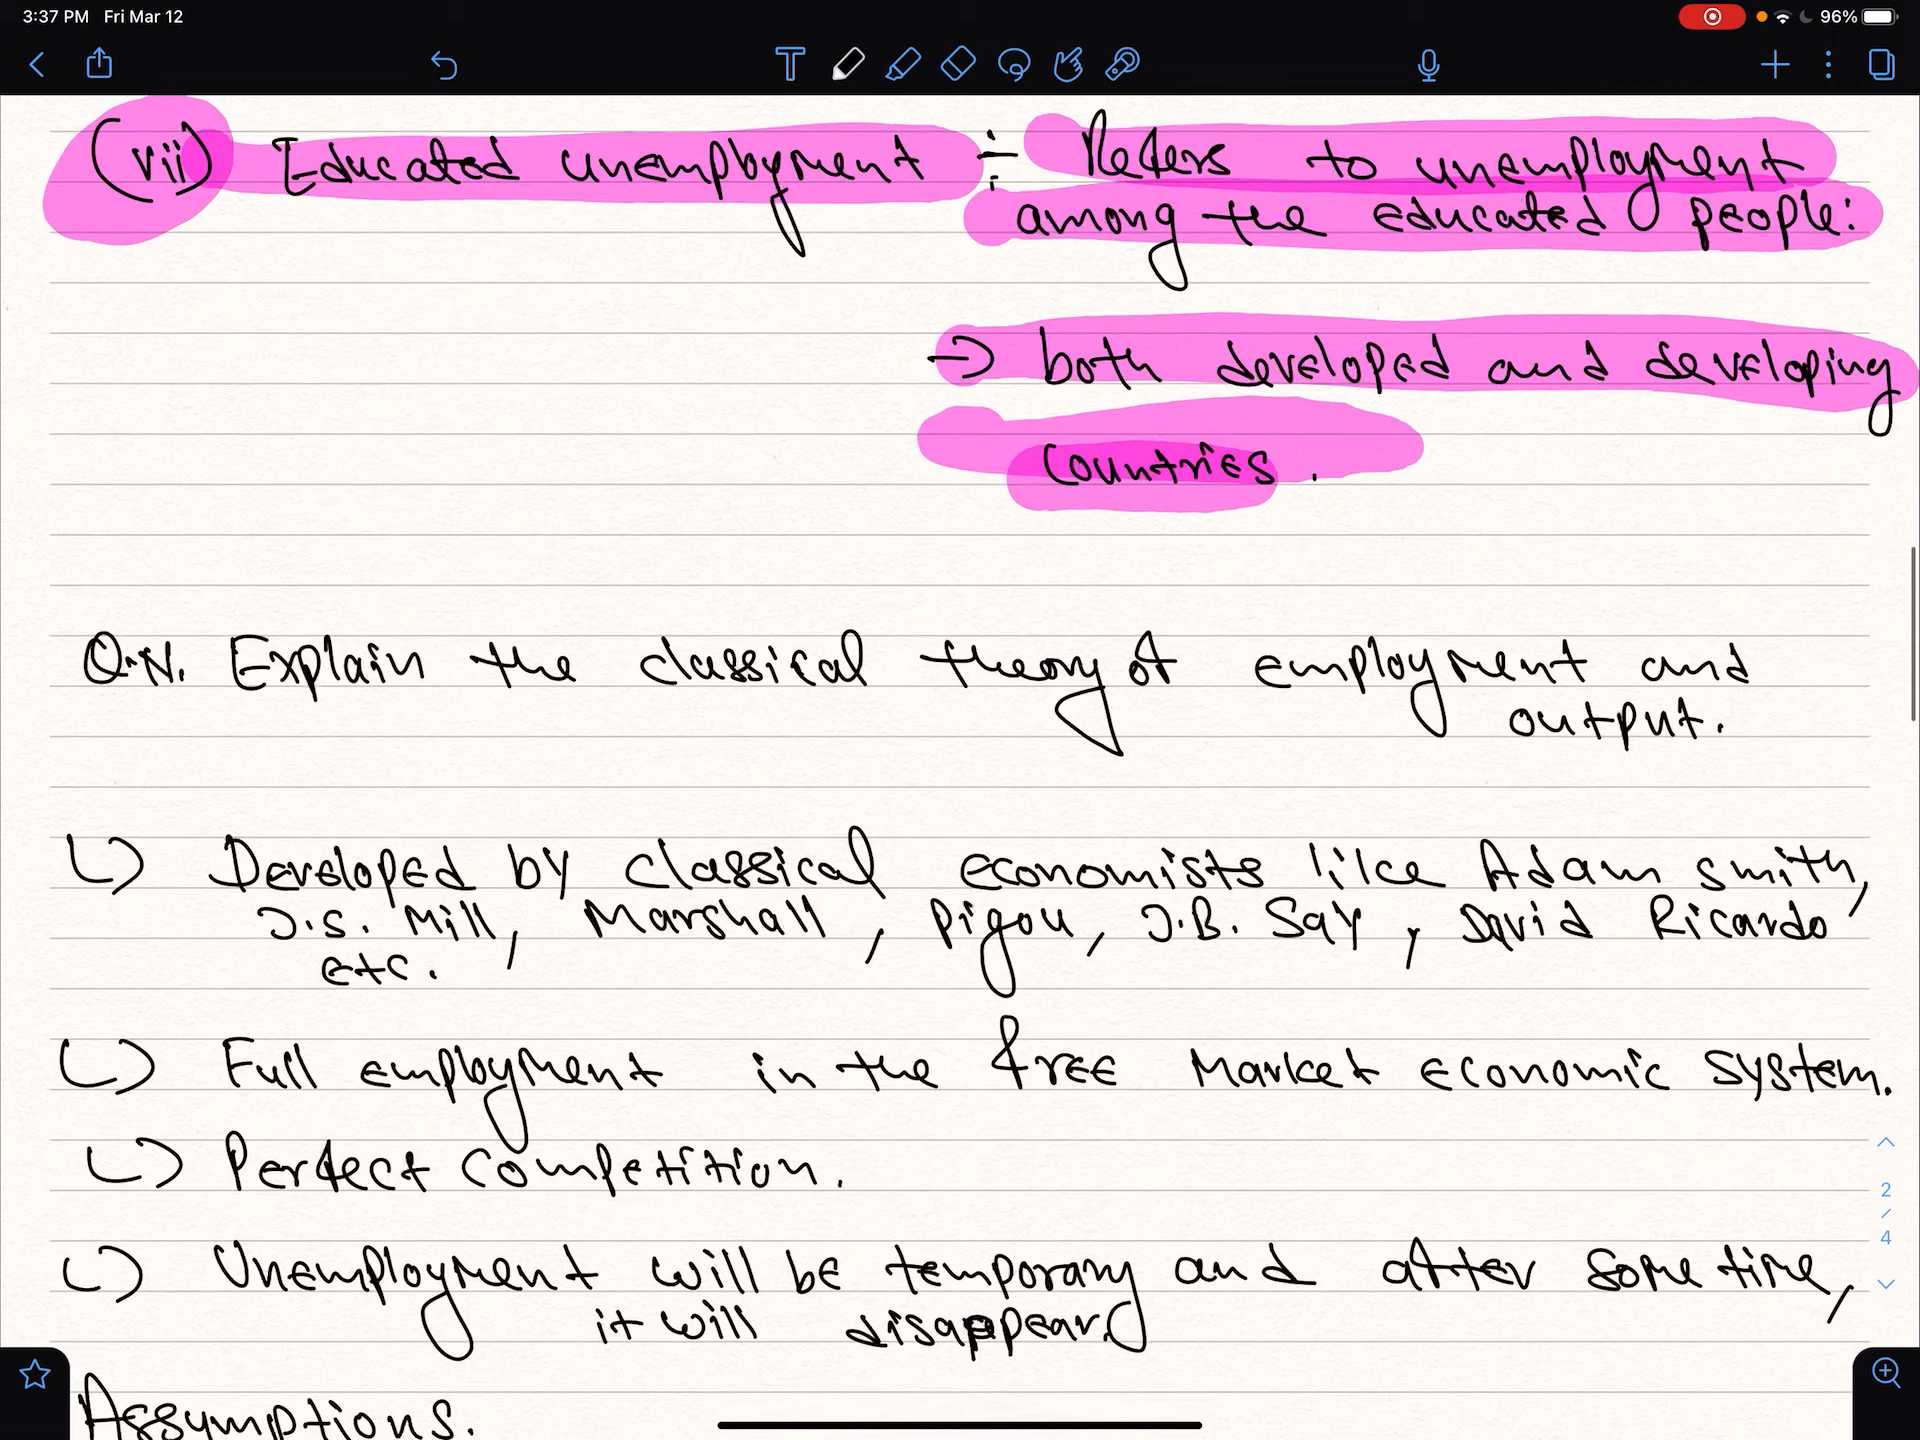 3:37 PM Fri Mar 12
96%
(vii) Educated unemployment :- Refers to unemployment
among the educated people:
→ both developed and developing
countries.
Q.N. Explain the classical theory of employment and
output.
↳ Developed by classical economists like Adam smith,
J.S. Mill, Marshall, Pigou, J.B. Say, David Ricardo
etc.
↳ Full employment in the free market economic system.
↳ Perfect competition.
2
/
4
↳ Unemployment will be temporary and after some time,
it will disappear.
Assumptions.